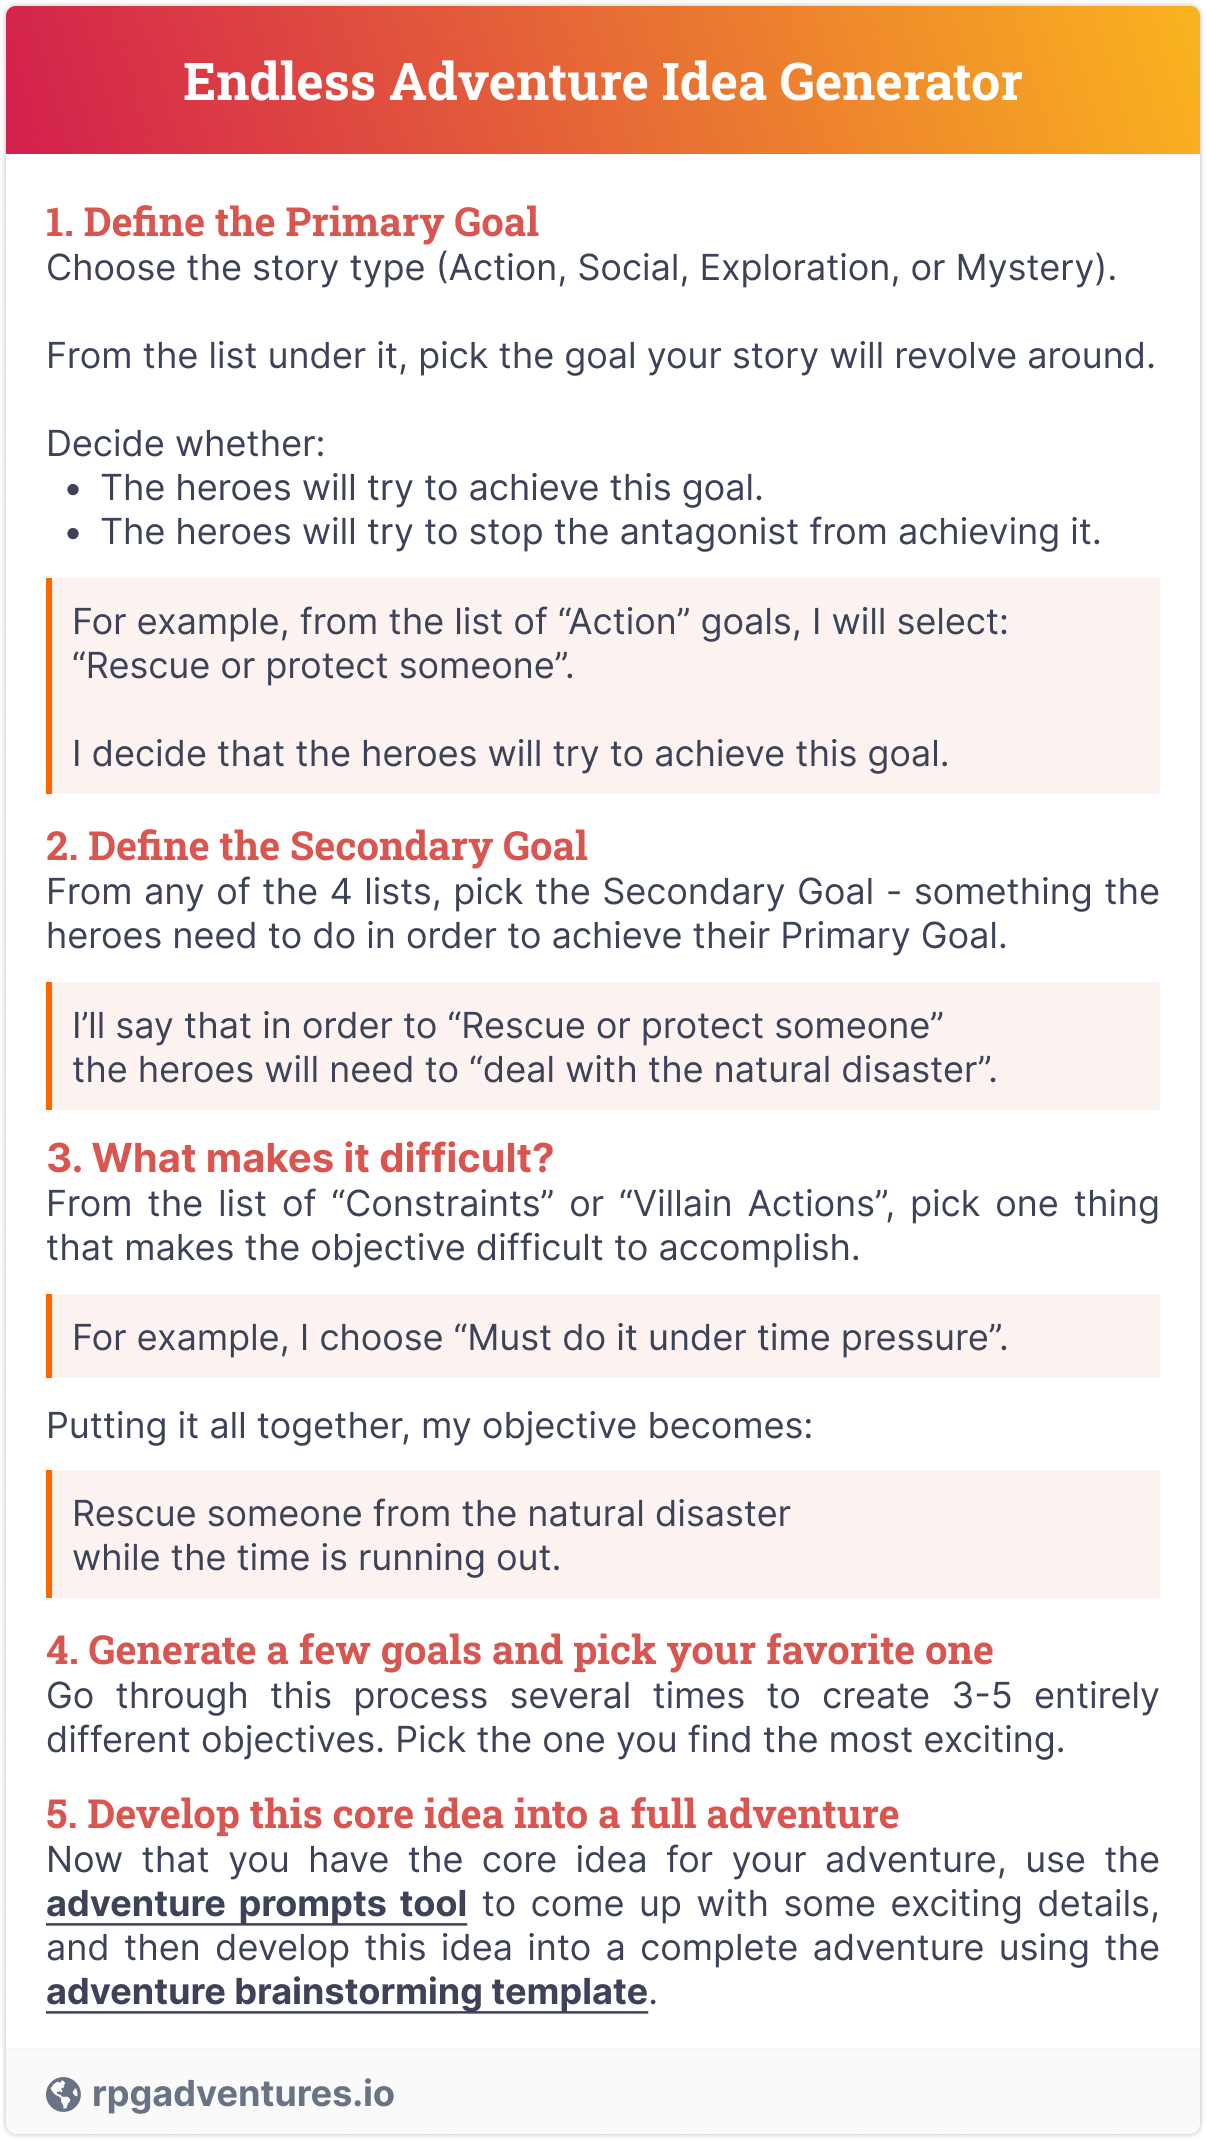 Endless Adventure Idea Generator
1. Define the Primary Goal
Choose the story type (Action, Social, Exploration, or Mystery).
From the list under it, pick the goal your story will revolve around.
Decide whether:
• The heroes will try to achieve this goal.
• The heroes will try to stop the antagonist from achieving it.
For example, from the list of “Action” goals, I will select:
“Rescue or protect someone”.
I decide that the heroes will try to achieve this goal.
2. Define the Secondary Goal
From any of the 4 lists, pick the Secondary Goal - something the
heroes need to do in order to achieve their Primary Goal.
I’ll say that in order to “Rescue or protect someone”
the heroes will need to “deal with the natural disaster”.
3. What makes it difficult?
From the list of “Constraints” or “Villain Actions”, pick one thing
that makes the objective difficult to accomplish.
For example, I choose “Must do it under time pressure”.
Putting it all together, my objective becomes:
Rescue someone from the natural disaster
while the time is running out.
4. Generate a few goals and pick your favorite one
Go through this process several times to create 3-5 entirely
different objectives. Pick the one you find the most exciting.
5. Develop this core idea into a full adventure
Now that you have the core idea for your adventure, use the
adventure prompts tool to come up with some exciting details,
and then develop this idea into a complete adventure using the
adventure brainstorming template.
rpgadventures.io